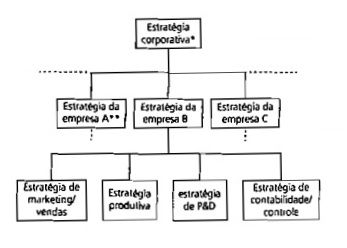 Estratégia
corporativa*
Estratégia da
empresa A**
Estratégia da
empresa B
Estratégia da
empresa C
Estratégia de
marketing/
vendas
Estratégia
produtiva
estratégia
de P&D
Estratégia de
contabilidade/
controle